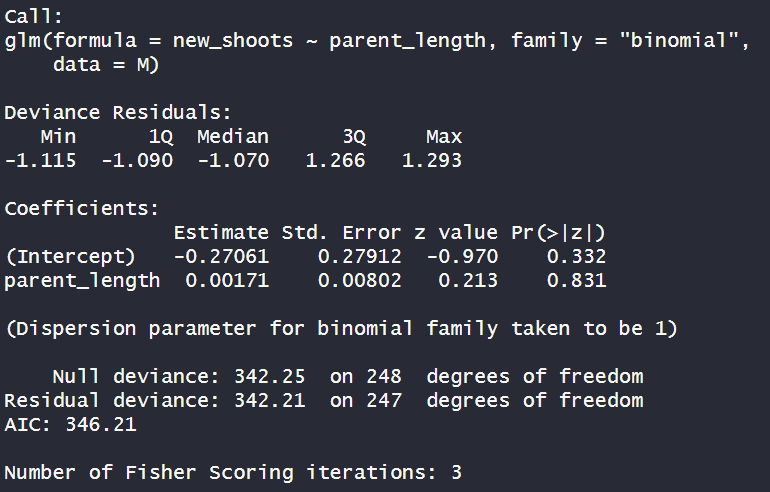 Call:
glm(formula = new_shoots ~ parent_length, family = "binomial",
    data = M)

Deviance Residuals:
   Min      1Q  Median      3Q     Max
-1.115  -1.090  -1.070   1.266   1.293

Coefficients:
              Estimate Std. Error z value Pr(>|z|)
(Intercept)   -0.27061    0.27912  -0.970    0.332
parent_length  0.00171    0.00802   0.213    0.831

(Dispersion parameter for binomial family taken to be 1)

    Null deviance: 342.25  on 248  degrees of freedom
Residual deviance: 342.21  on 247  degrees of freedom
AIC: 346.21

Number of Fisher Scoring iterations: 3